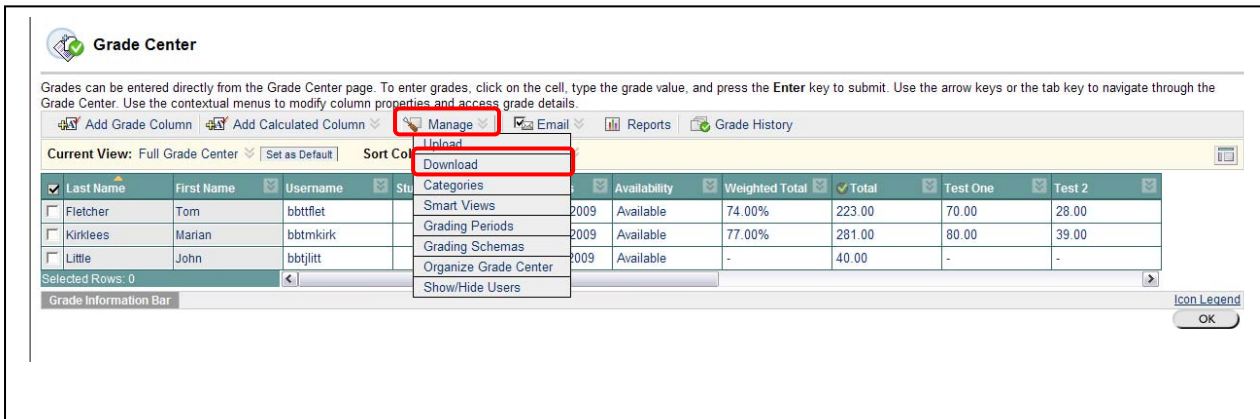 Grade Center
Grades can be entered directly from the Grade Center page. To enter grades, click on the cell, type the grade value, and press the Enter key to submit. Use the arrow keys or the tab key to navigate through the
Grade Center. Use the contextual menus to modify column properties and access grade details.
Add Grade Column Add Calculated Column Manage Email Reports Grade History
Upload
Current View: Full Grade Center Set as Default Sort Col
Download
Last Name First Name Username Stu Availability Weighted Total Total Test One Test 2
Categories
Fletcher Tom bbttflet 2009 Available 74.00% 223.00 70.00 28.00
Smart Views
Grading Periods
Kirklees Marian bbtmkirk 2009 Available 77.00% 281.00 80.00 39.00
Grading Schemas
Little John bbtjlitt 2009 Available - 40.00 - -
Organize Grade Center
Selected Rows: 0
Show/Hide Users
Grade Information Bar
Icon Legend
OK